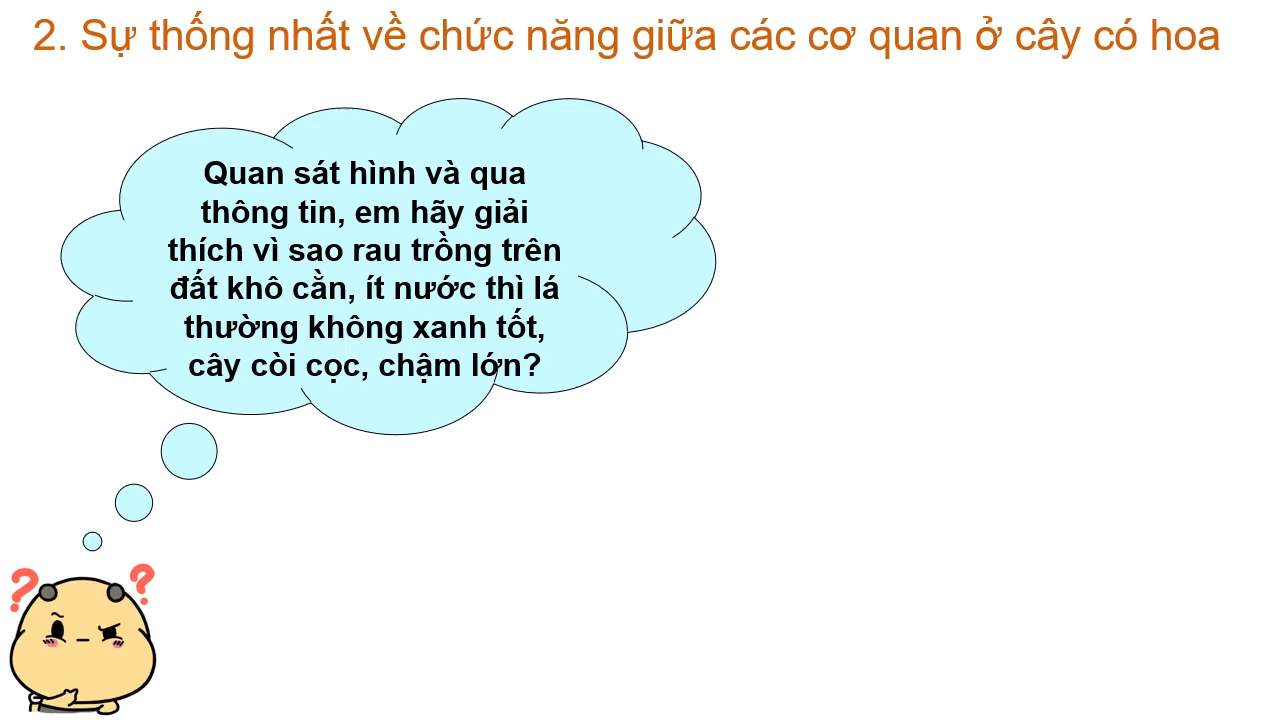 2. Sự thống nhất về chức năng giữa các cơ quan ở cây có hoa
Quan sát hình và qua
thông tin, em hãy giải
thích vì sao rau trồng trên
đất khô cằn, ít nước thì lá
thường không xanh tốt,
cây còi cọc, chậm lớn?